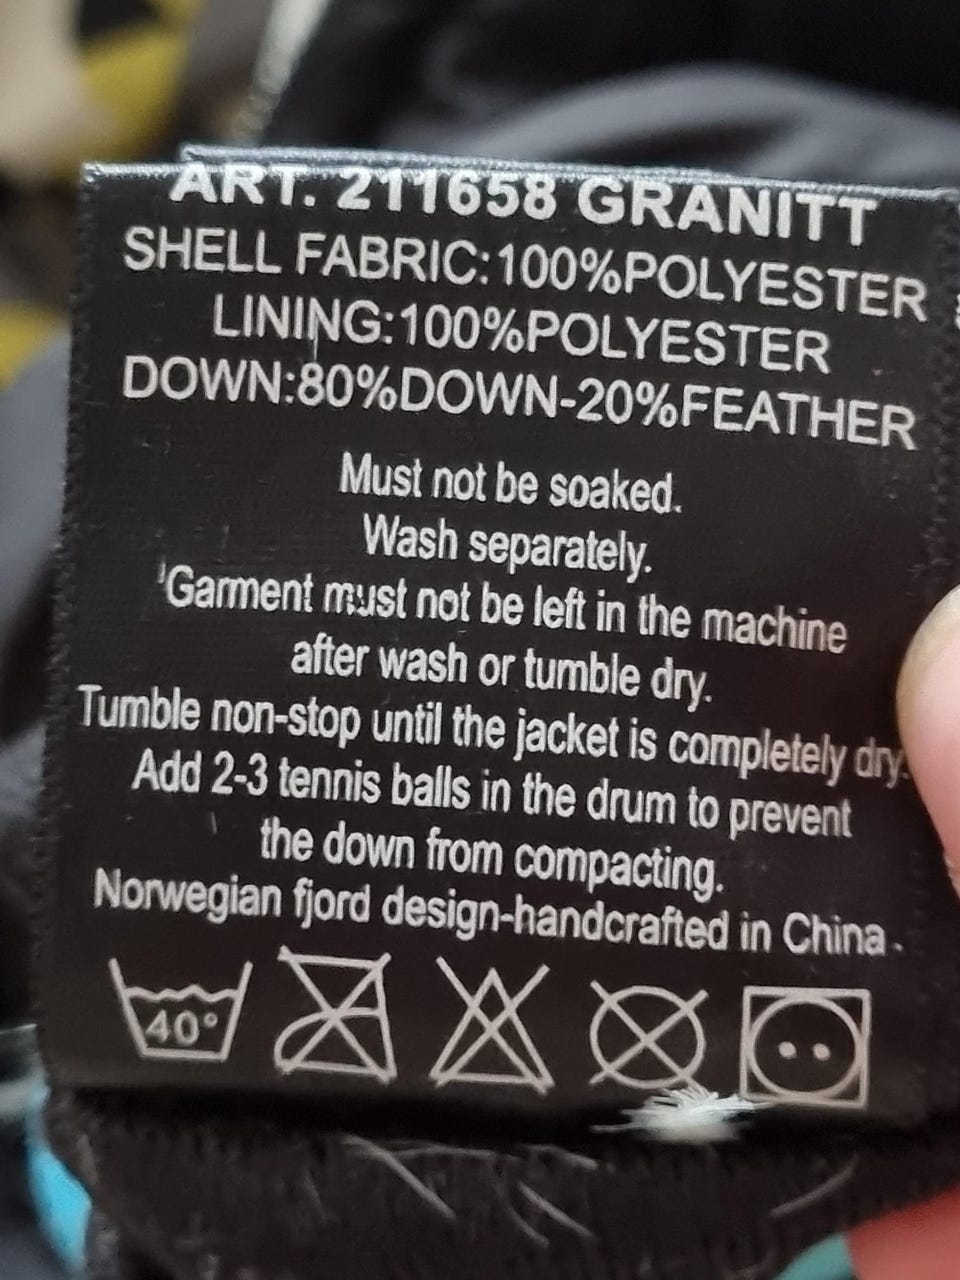 ART. 211658 GRANITT
SHELL FABRIC:100%POLYESTER
LINING:100%POLYESTER
DOWN:80%DOWN-20%FEATHER
Must not be soaked.
Wash separately.
Garment must not be left in the machine
after wash or tumble dry.
Tumble non-stop until the jacket is completely dry.
Add 2-3 tennis balls in the drum to prevent
the down from compacting.
Norwegian fjord design-handcrafted in China.
40°